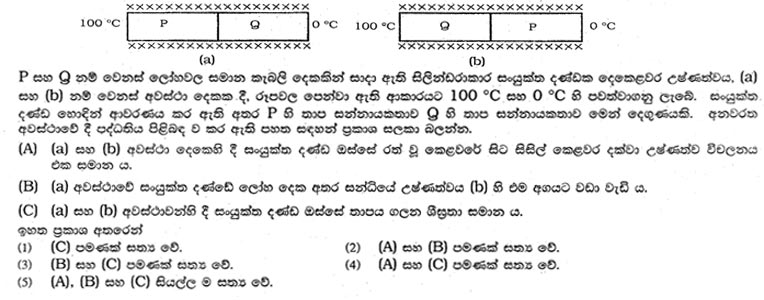 100 °C P Q 0 °C 100 °C Q P 0 °C
(a) (b)
P සහ Q නම් වෙනස් ලෝහවල සමාන කැබලි දෙකකින් සාදා ඇති සිලින්ඩරාකාර සංයුක්ත දණ්ඩක දෙකෙළවර උෂ්ණත්වය, (a)
සහ (b) නම් වෙනස් අවස්ථා දෙකක දී, රූපවල පෙන්වා ඇති ආකාරයට 100 °C සහ 0 °C හි පවත්වාගනු ලැබේ. සංයුක්ත
දණ්ඩ හොඳින් ආවරණය කර ඇති අතර P හි තාප සන්නායකතාව Q හි තාප සන්නායකතාව මෙන් දෙගුණයකි. අනවරත
අවස්ථාවේ දී පද්ධතිය පිළිබඳ ව කර ඇති පහත සඳහන් ප්‍රකාශ සලකා බලන්න.
(A) (a) සහ (b) අවස්ථා දෙකෙහි දී සංයුක්ත දණ්ඩ ඔස්සේ රත් වූ කෙළවරේ සිට සිසිල් කෙළවර දක්වා උෂ්ණත්ව විචලනය
එක සමාන ය.
(B) (a) අවස්ථාවේ සංයුක්ත දණ්ඩේ ලෝහ දෙක අතර සන්ධියේ උෂ්ණත්වය (b) හි එම අගයට වඩා වැඩි ය.
(C) (a) සහ (b) අවස්ථාවන්හි දී සංයුක්ත දණ්ඩ ඔස්සේ තාපය ගලන ශීඝ්‍රතා සමාන ය.
ඉහත ප්‍රකාශ අතරෙන්
(1) (C) පමණක් සත්‍ය වේ. (2) (A) සහ (B) පමණක් සත්‍ය වේ.
(3) (B) සහ (C) පමණක් සත්‍ය වේ. (4) (A) සහ (C) පමණක් සත්‍ය වේ.
(5) (A), (B) සහ (C) සියල්ල ම සත්‍ය වේ.